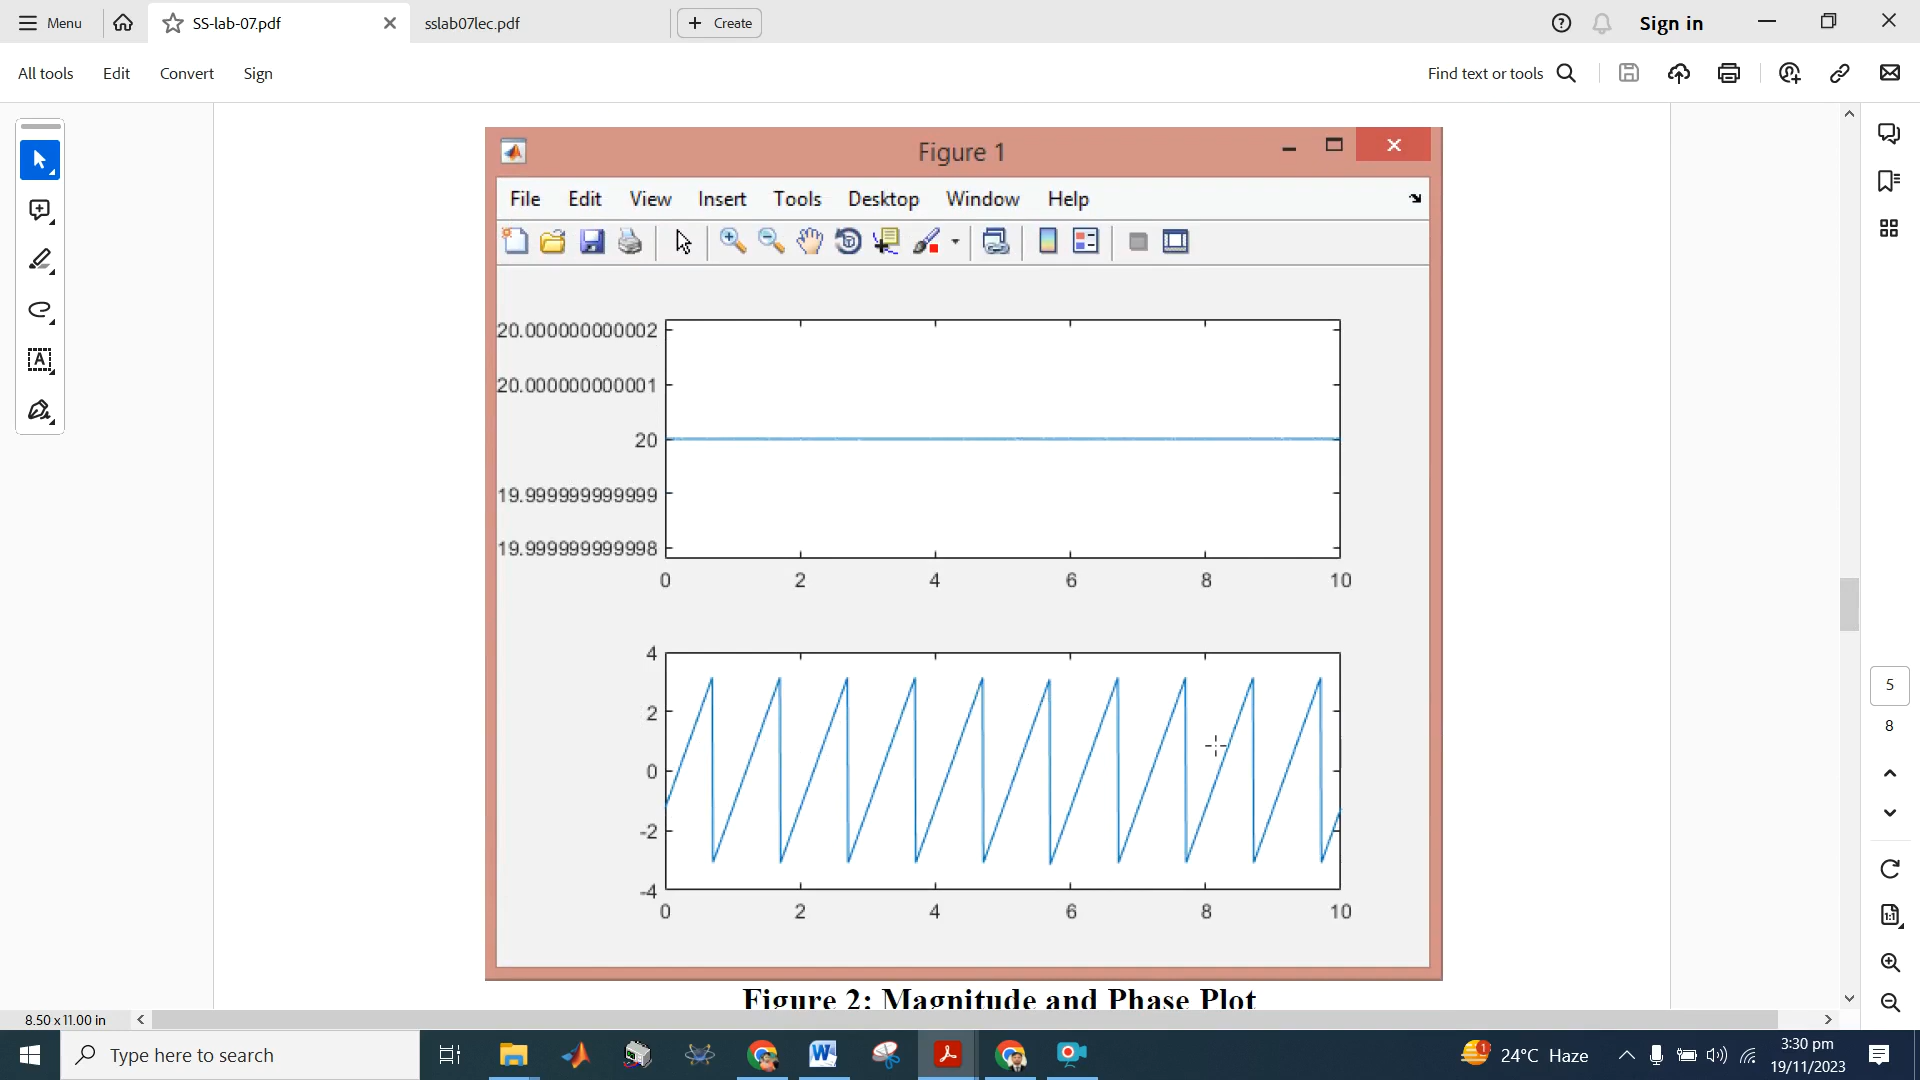 Menu
SS-lab-07.pdf
sslab07lec.pdf
Create
Sign in
All tools
Edit
Convert
Sign
Find text or tools
Figure 1
File
Edit
View
Insert
Tools
Desktop
Window
Help
20.000000000002
20.000000000001
20
19.999999999999
19.999999999998
0
2
4
6
8
10
4
2
0
-2
-4
0
2
4
6
8
10
Figure 2: Magnitude and Phase Plot
5
8
8.50 x 11.00 in
Type here to search
1
24°C Haze
3:30 pm
19/11/2023